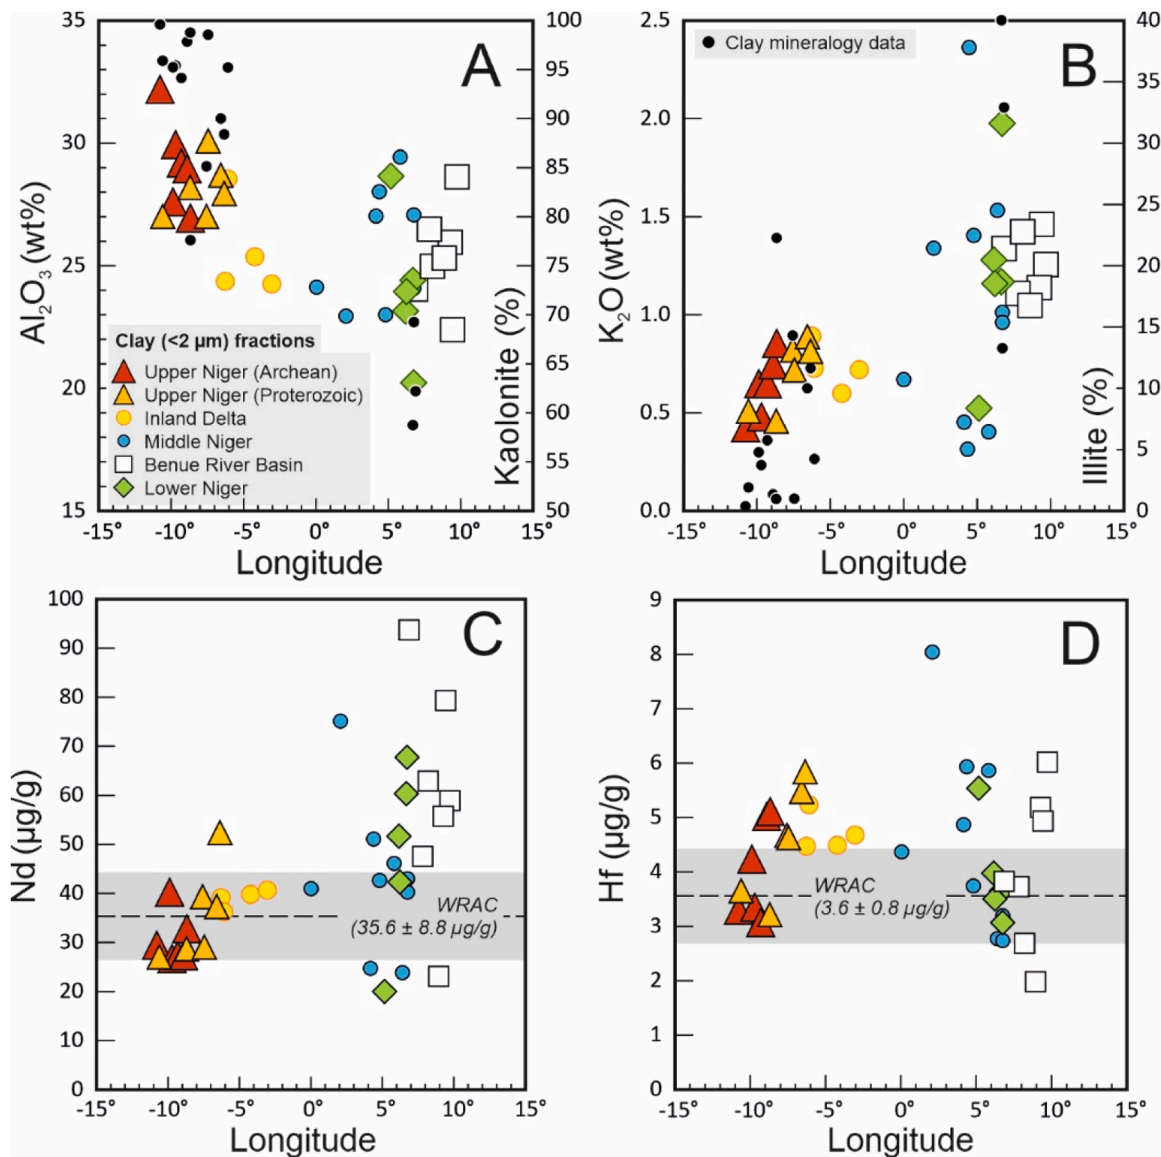 A
35
30
25
20
15
Al2O3 (wt%)
100
95
90
85
80
75
70
65
60
55
50
Kaolonite (%)
Clay (<2 μm) fractions
Upper Niger (Archean)
Upper Niger (Proterozoic)
Inland Delta
Middle Niger
Benue River Basin
Lower Niger
-15° -10° -5° 0° 5° 10° 15°
Longitude
B
Clay mineralogy data
2.5
2.0
1.5
1.0
0.5
0.0
K2O (wt%)
40
35
30
25
20
15
10
5
0
Illite (%)
-15° -10° -5° 0° 5° 10° 15°
Longitude
C
100
90
80
70
60
50
40
30
20
10
0
Nd (μg/g)
WRAC
(35.6 ± 8.8 μg/g)
-15° -10° -5° 0° 5° 10° 15°
Longitude
D
9
8
7
6
5
4
3
2
1
0
Hf (μg/g)
WRAC
(3.6 ± 0.8 μg/g)
-15° -10° -5° 0° 5° 10° 15°
Longitude